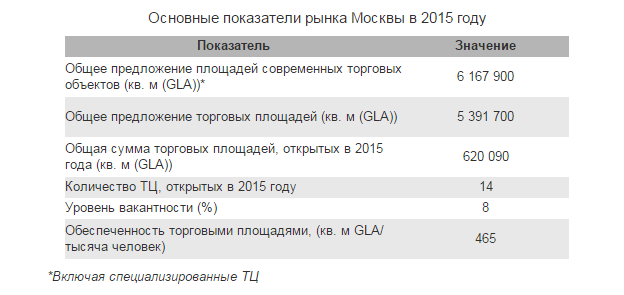 Основные показатели рынка Москвы в 2015 году
Показатель Значение
Общее предложение площадей современных торговых
объектов (кв. м (GLA))* 6 167 900
Общее предложение торговых площадей (кв. м (GLA)) 5 391 700
Общая сумма торговых площадей, открытых в 2015
года (кв. м (GLA)) 620 090
Количество ТЦ, открытых в 2015 году 14
Уровень вакантности (%) 8
Обеспеченность торговыми площадями, (кв. м GLA/
тысяча человек) 465
*Включая специализированные ТЦ